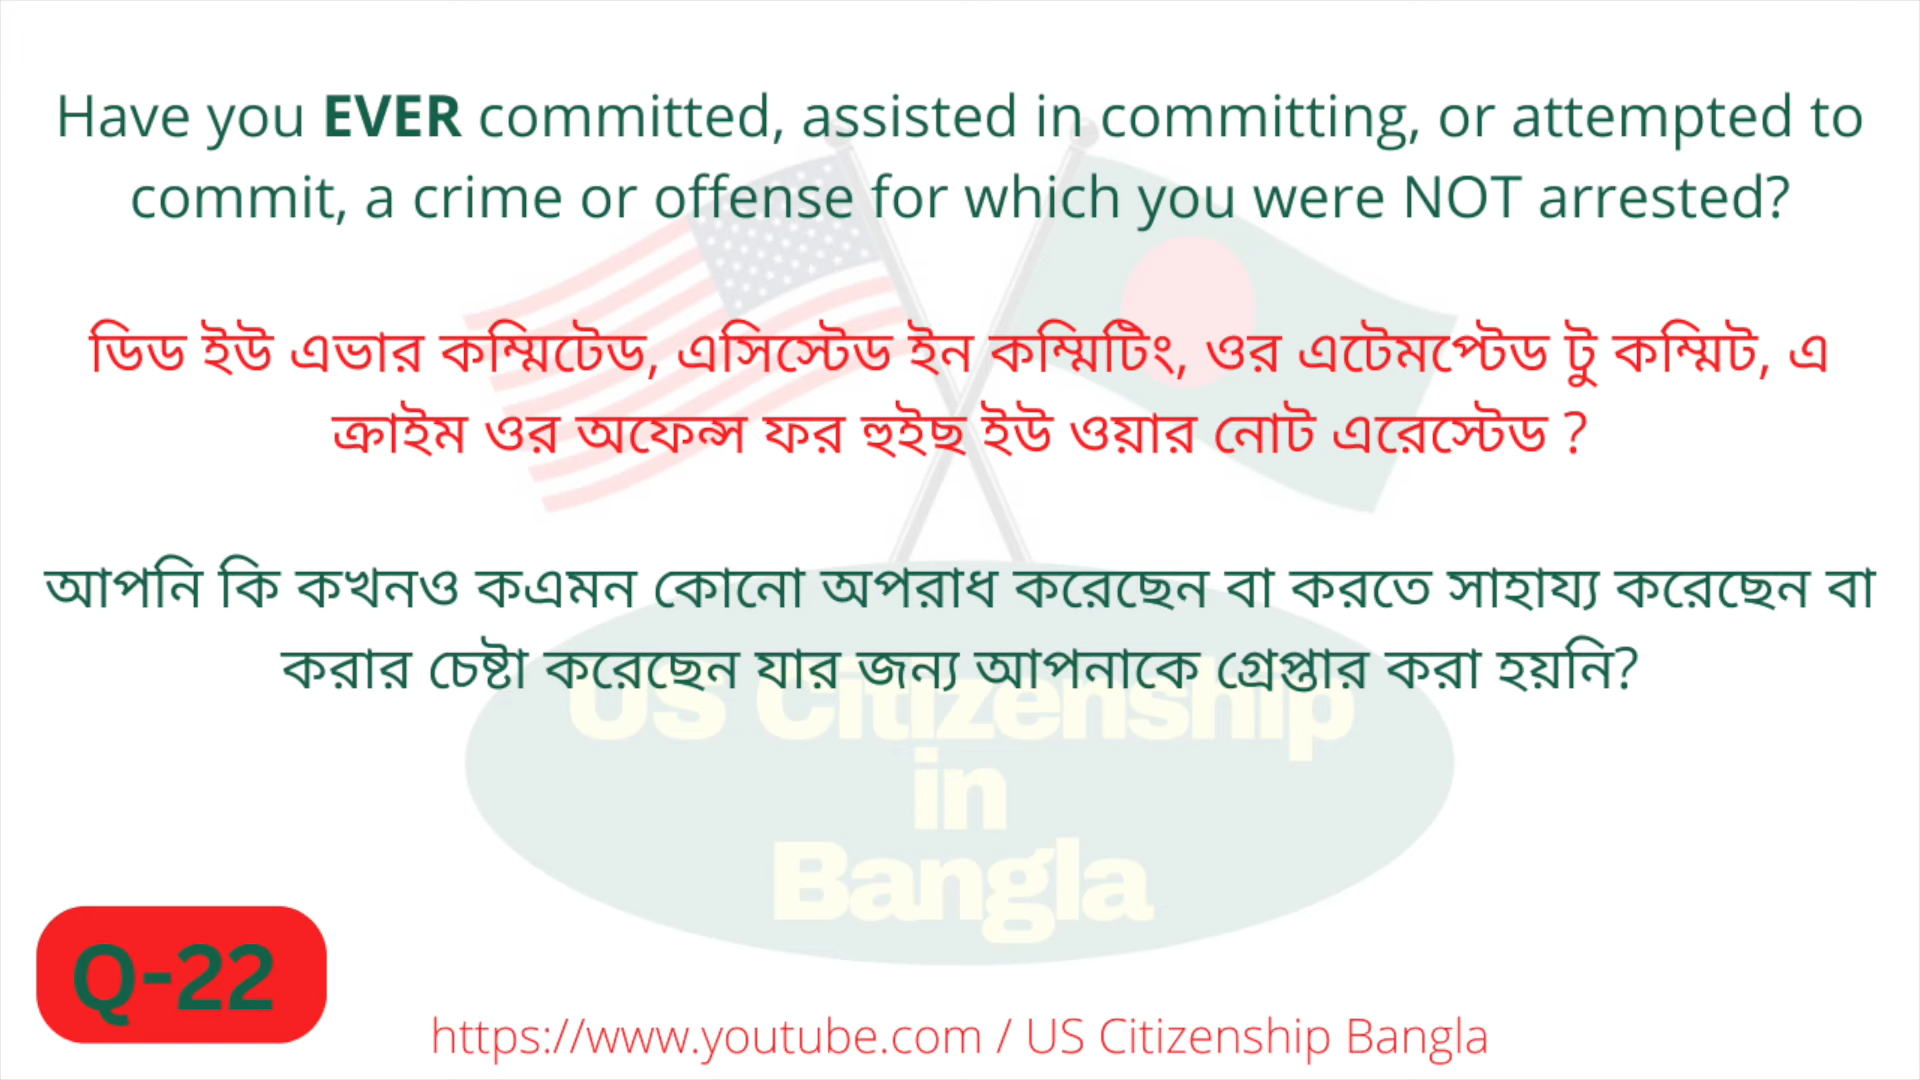 Have you EVER committed, assisted in committing, or attempted to
commit, a crime or offense for which you were NOT arrested?
ডিড ইউ এভার কম্মিটেড, এসিস্টেড ইন কম্মিটিং, ওর এটেমপ্টেড টু কম্মিট, এ
ক্রাইম ওর অফেন্স ফর হুইছ ইউ ওয়ার নোট এরেস্টেড ?
আপনি কি কখনও কএমন কোনো অপরাধ করেছেন বা করতে সাহায্য করেছেন বা
করার চেষ্টা করেছেন যার জন্য আপনাকে গ্রেপ্তার করা হয়নি?
US Citizenship
in
Bangla
Q-22
https://www.youtube.com / US Citizenship Bangla